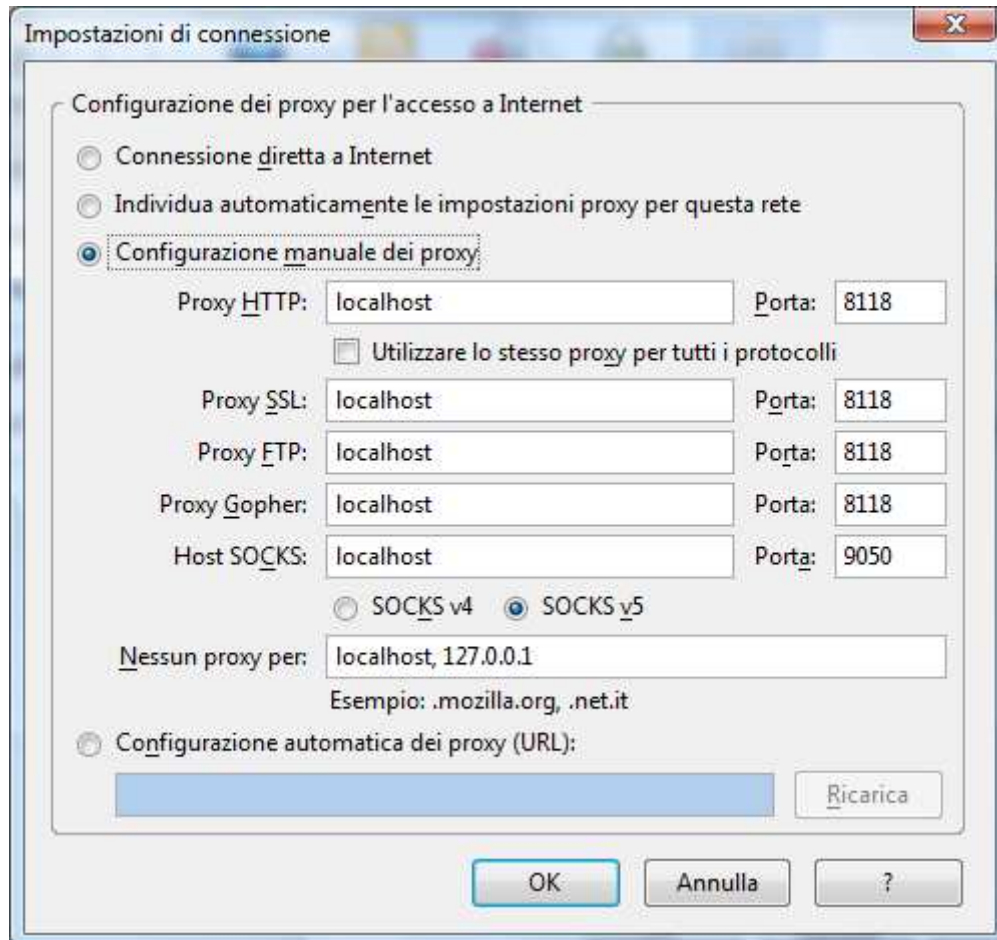 Impostazioni di connessione
Configurazione dei proxy per l'accesso a Internet
Connessione diretta a Internet
Individua automaticamente le impostazioni proxy per questa rete
Configurazione manuale dei proxy
Proxy HTTP: localhost Porta: 8118
Utilizzare lo stesso proxy per tutti i protocolli
Proxy SSL: localhost Porta: 8118
Proxy FTP: localhost Porta: 8118
Proxy Gopher: localhost Porta: 8118
Host SOCKS: localhost Porta: 9050
SOCKS v4 SOCKS v5
Nessun proxy per: localhost, 127.0.0.1
Esempio: .mozilla.org, .net.it
Configurazione automatica dei proxy (URL):
Ricarica
OK Annulla ?